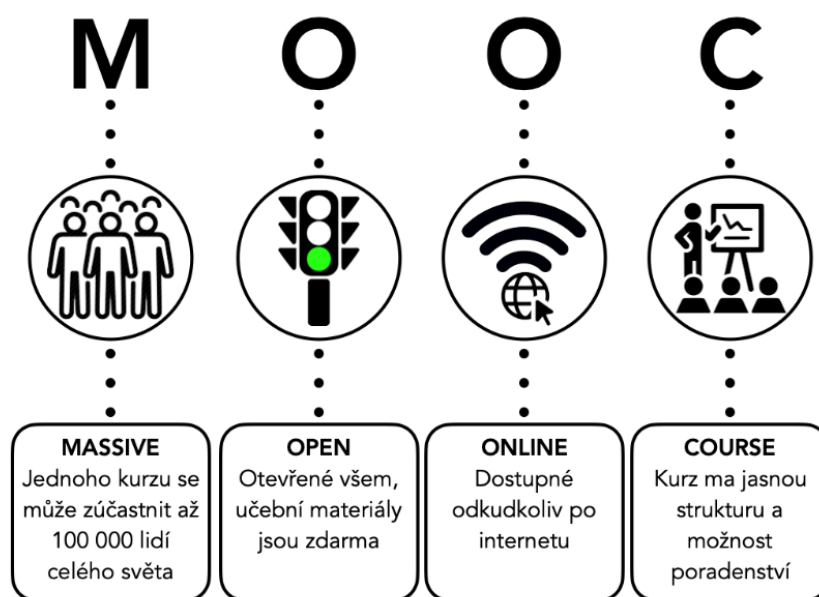 M O O C
MASSIVE
Jednoho kurzu se
může zúčastnit až
100 000 lidí
celého světa
OPEN
Otevřené všem,
učební materiály
jsou zdarma
ONLINE
Dostupné
odkudkoliv po
internetu
COURSE
Kurz ma jasnou
strukturu a
možnost
poradenství